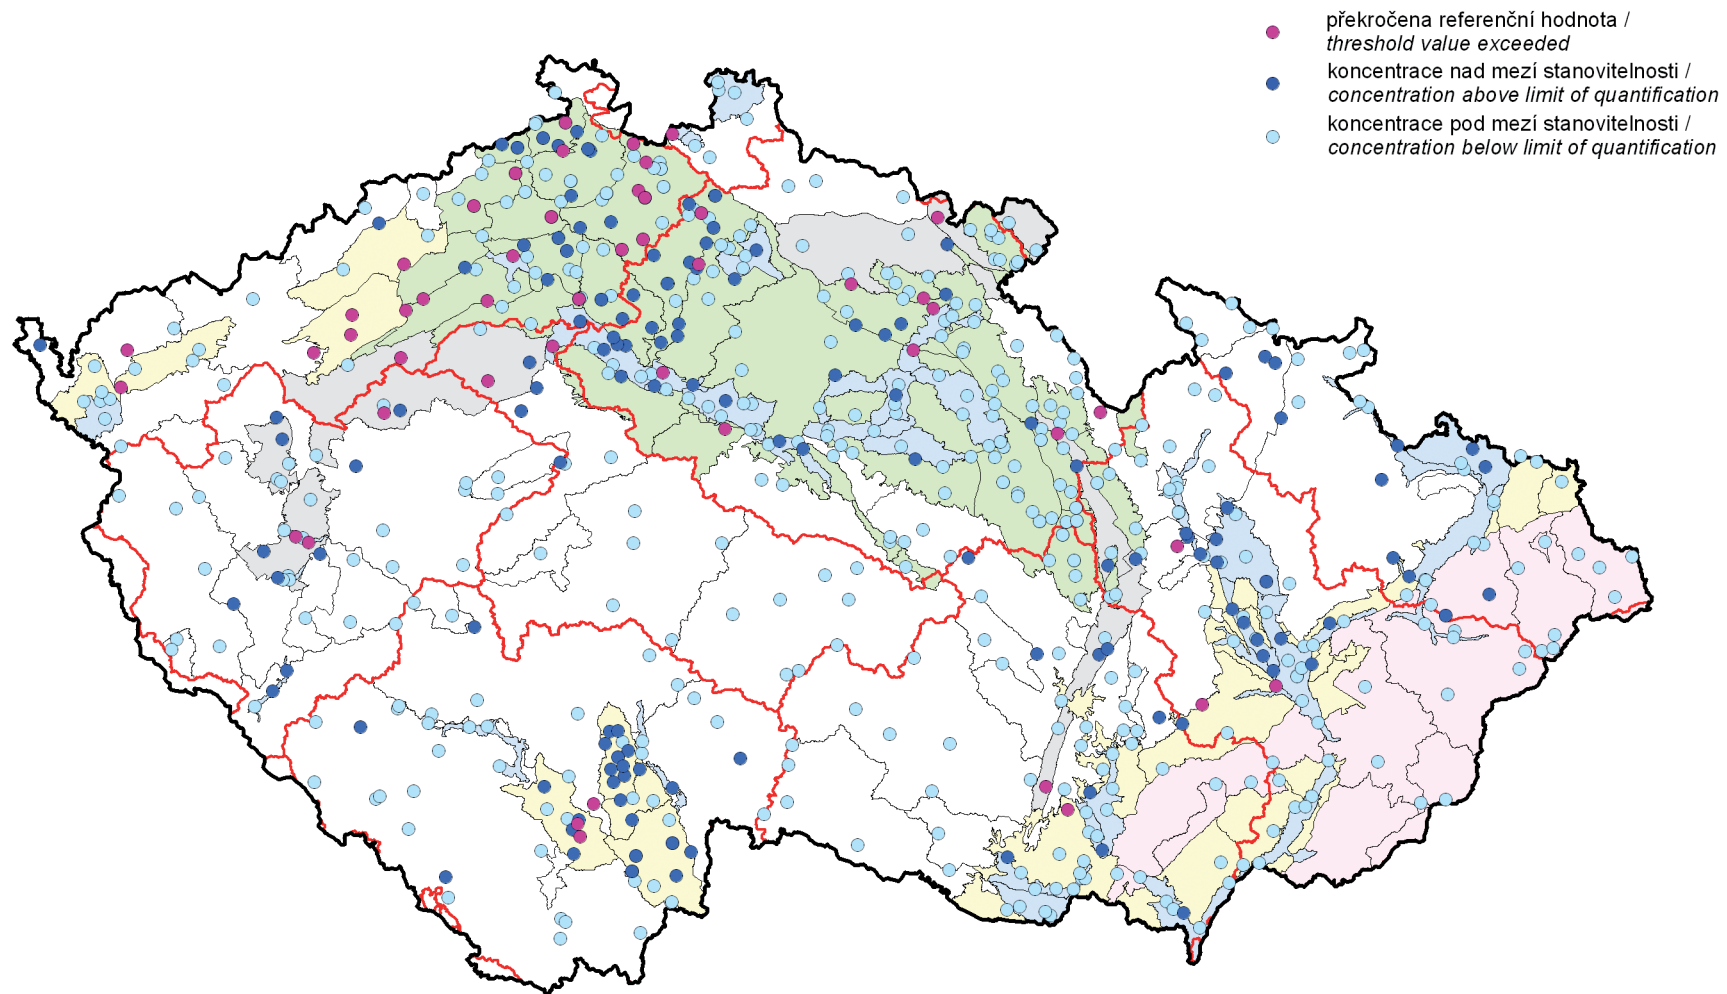 překročena referenční hodnota /
threshold value exceeded
koncentrace nad mezí stanovitelnosti /
concentration above limit of quantification
koncentrace pod mezí stanovitelnosti /
concentration below limit of quantification